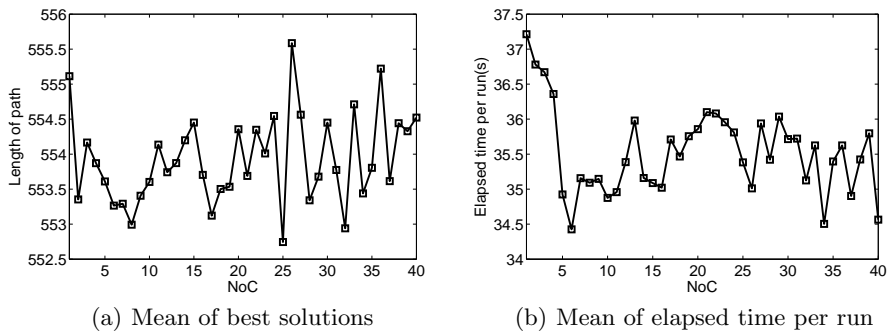 556
555.5
555
554.5
554
553.5
553
552.5
Length of path
5 10 15 20 25 30 35 40
NoC
(a) Mean of best solutions
37.5
37
36.5
36
35.5
35
34.5
34
Elapsed time per run(s)
5 10 15 20 25 30 35 40
NoC
(b) Mean of elapsed time per run